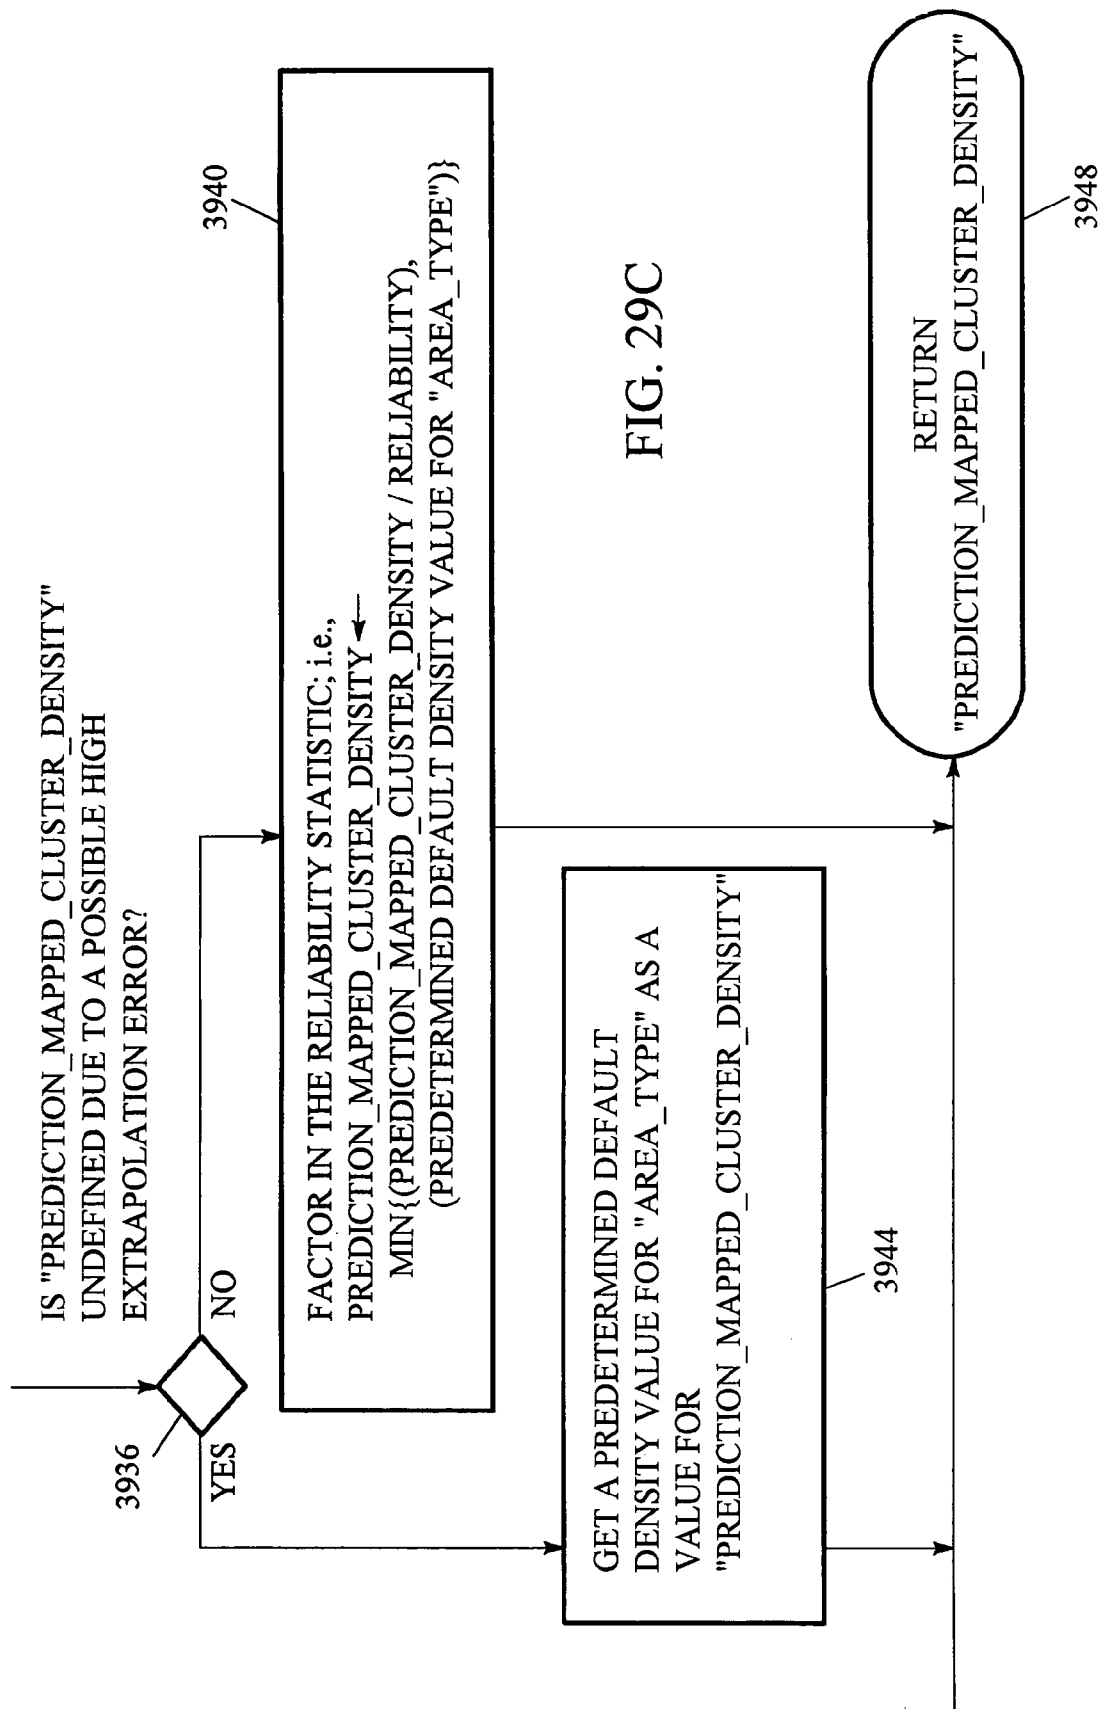 IS "PREDICTION_MAPPED_CLUSTER_DENSITY"
UNDEFINED DUE TO A POSSIBLE HIGH
EXTRAPOLATION ERROR?
3936
YES
NO
3940
FACTOR IN THE RELIABILITY STATISTIC; i.e.,
PREDICTION_MAPPED_CLUSTER_DENSITY ←
MIN{(PREDICTION_MAPPED_CLUSTER_DENSITY / RELIABILITY),
(PREDETERMINED DEFAULT DENSITY VALUE FOR "AREA_TYPE")}
GET A PREDETERMINED DEFAULT
DENSITY VALUE FOR "AREA_TYPE" AS A
VALUE FOR
"PREDICTION_MAPPED_CLUSTER_DENSITY"
3944
FIG. 29C
RETURN
"PREDICTION_MAPPED_CLUSTER_DENSITY"
3948